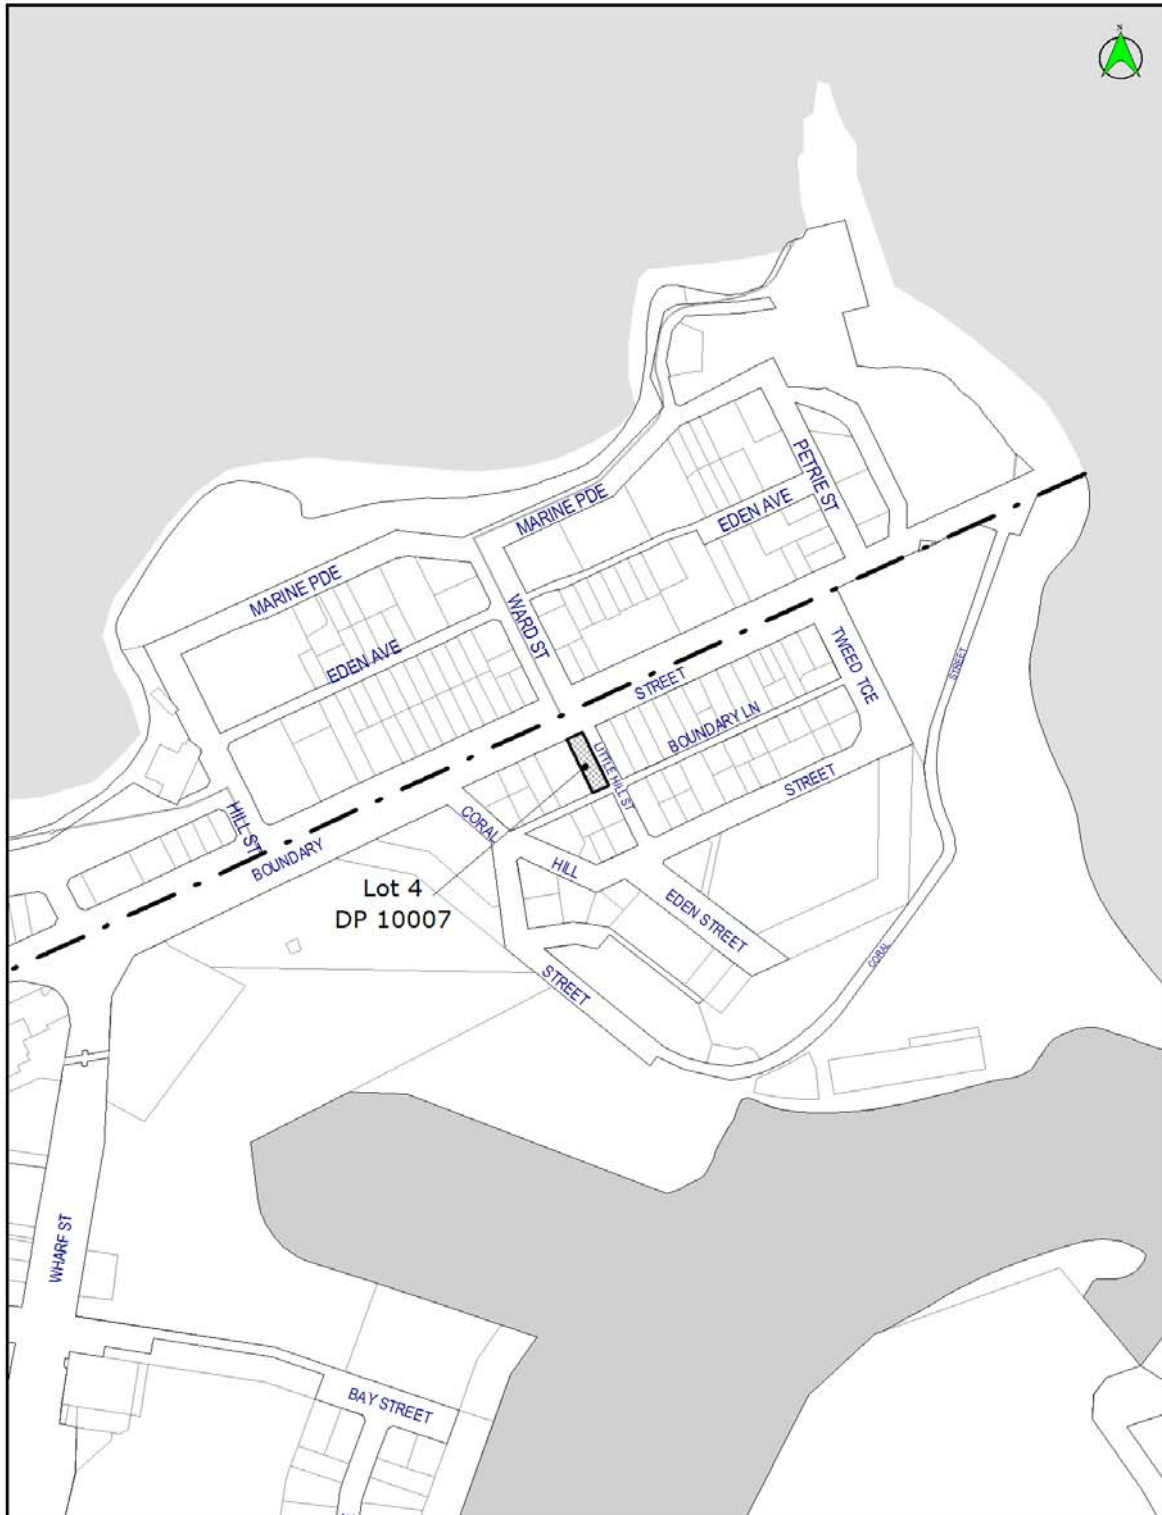 N
MARINE PDE
PETRIE ST
EDEN AVE
MARINE PDE
WARD ST
EDEN AVE
TWEED TCE
STREET
STREET
BOUNDARY LN
LITTLE HILL ST
STREET
HILL ST
CORAL
BOUNDARY
HILL
Lot 4
DP 10007
EDEN STREET
CORAL
STREET
WHARF ST
BAY STREET